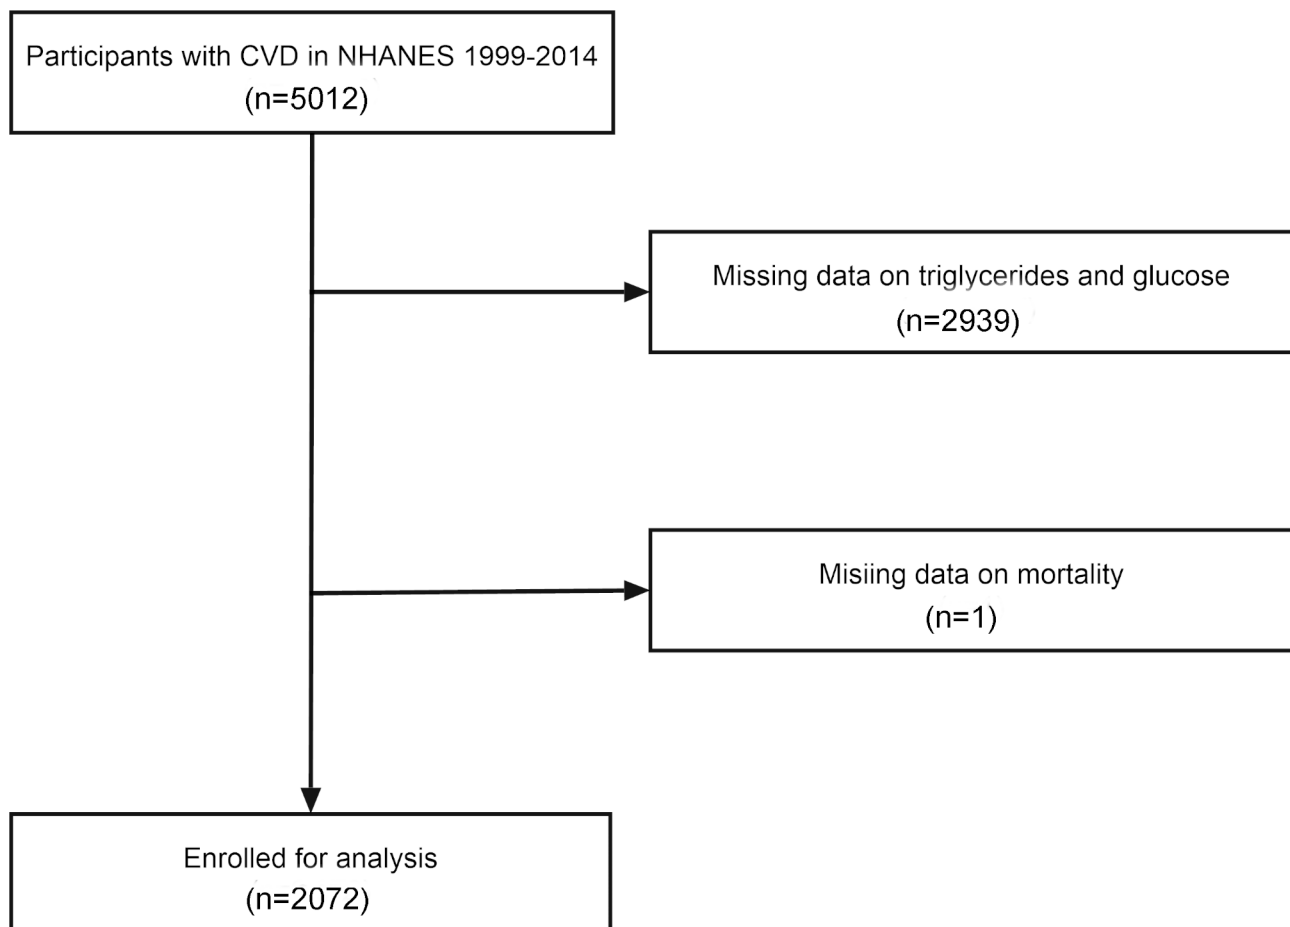 Participants with CVD in NHANES 1999-2014
(n=5012)
Missing data on triglycerides and glucose
(n=2939)
Misiing data on mortality
(n=1)
Enrolled for analysis
(n=2072)